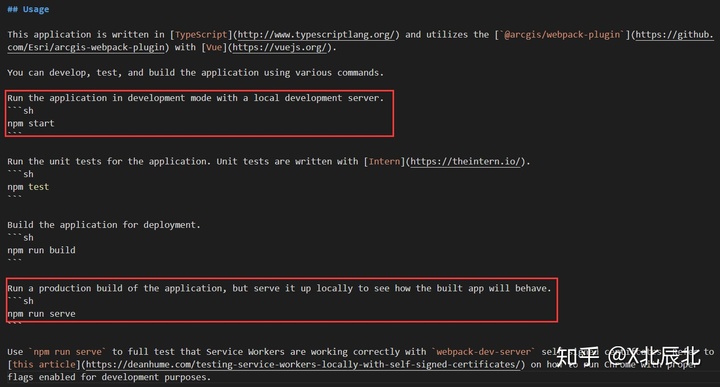 ## Usage
This application is written in [TypeScript](http://www.typescriptlang.org/) and utilizes the [`@arcgis/webpack-plugin`](https://github.
com/Esri/arcgis-webpack-plugin) with [Vue](https://vuejs.org/).
You can develop, test, and build the application using various commands.
Run the application in development mode with a local development server.
```sh
npm start
```
Run the unit tests for the application. Unit tests are written with [Intern](https://theintern.io/).
```sh
npm test
```
Build the application for deployment.
```sh
npm run build
```
Run a production build of the application, but serve it up locally to see how the built app will behave.
```sh
npm run serve
```
Use `npm run serve` to full test that Service Workers are working correctly with `webpack-dev-server` to
[this article](https://deanhume.com/testing-service-workers-locally-with-self-signed-certificates/) on how to run Chrome with proper
flags enabled for development purposes.
知乎 @X北辰北